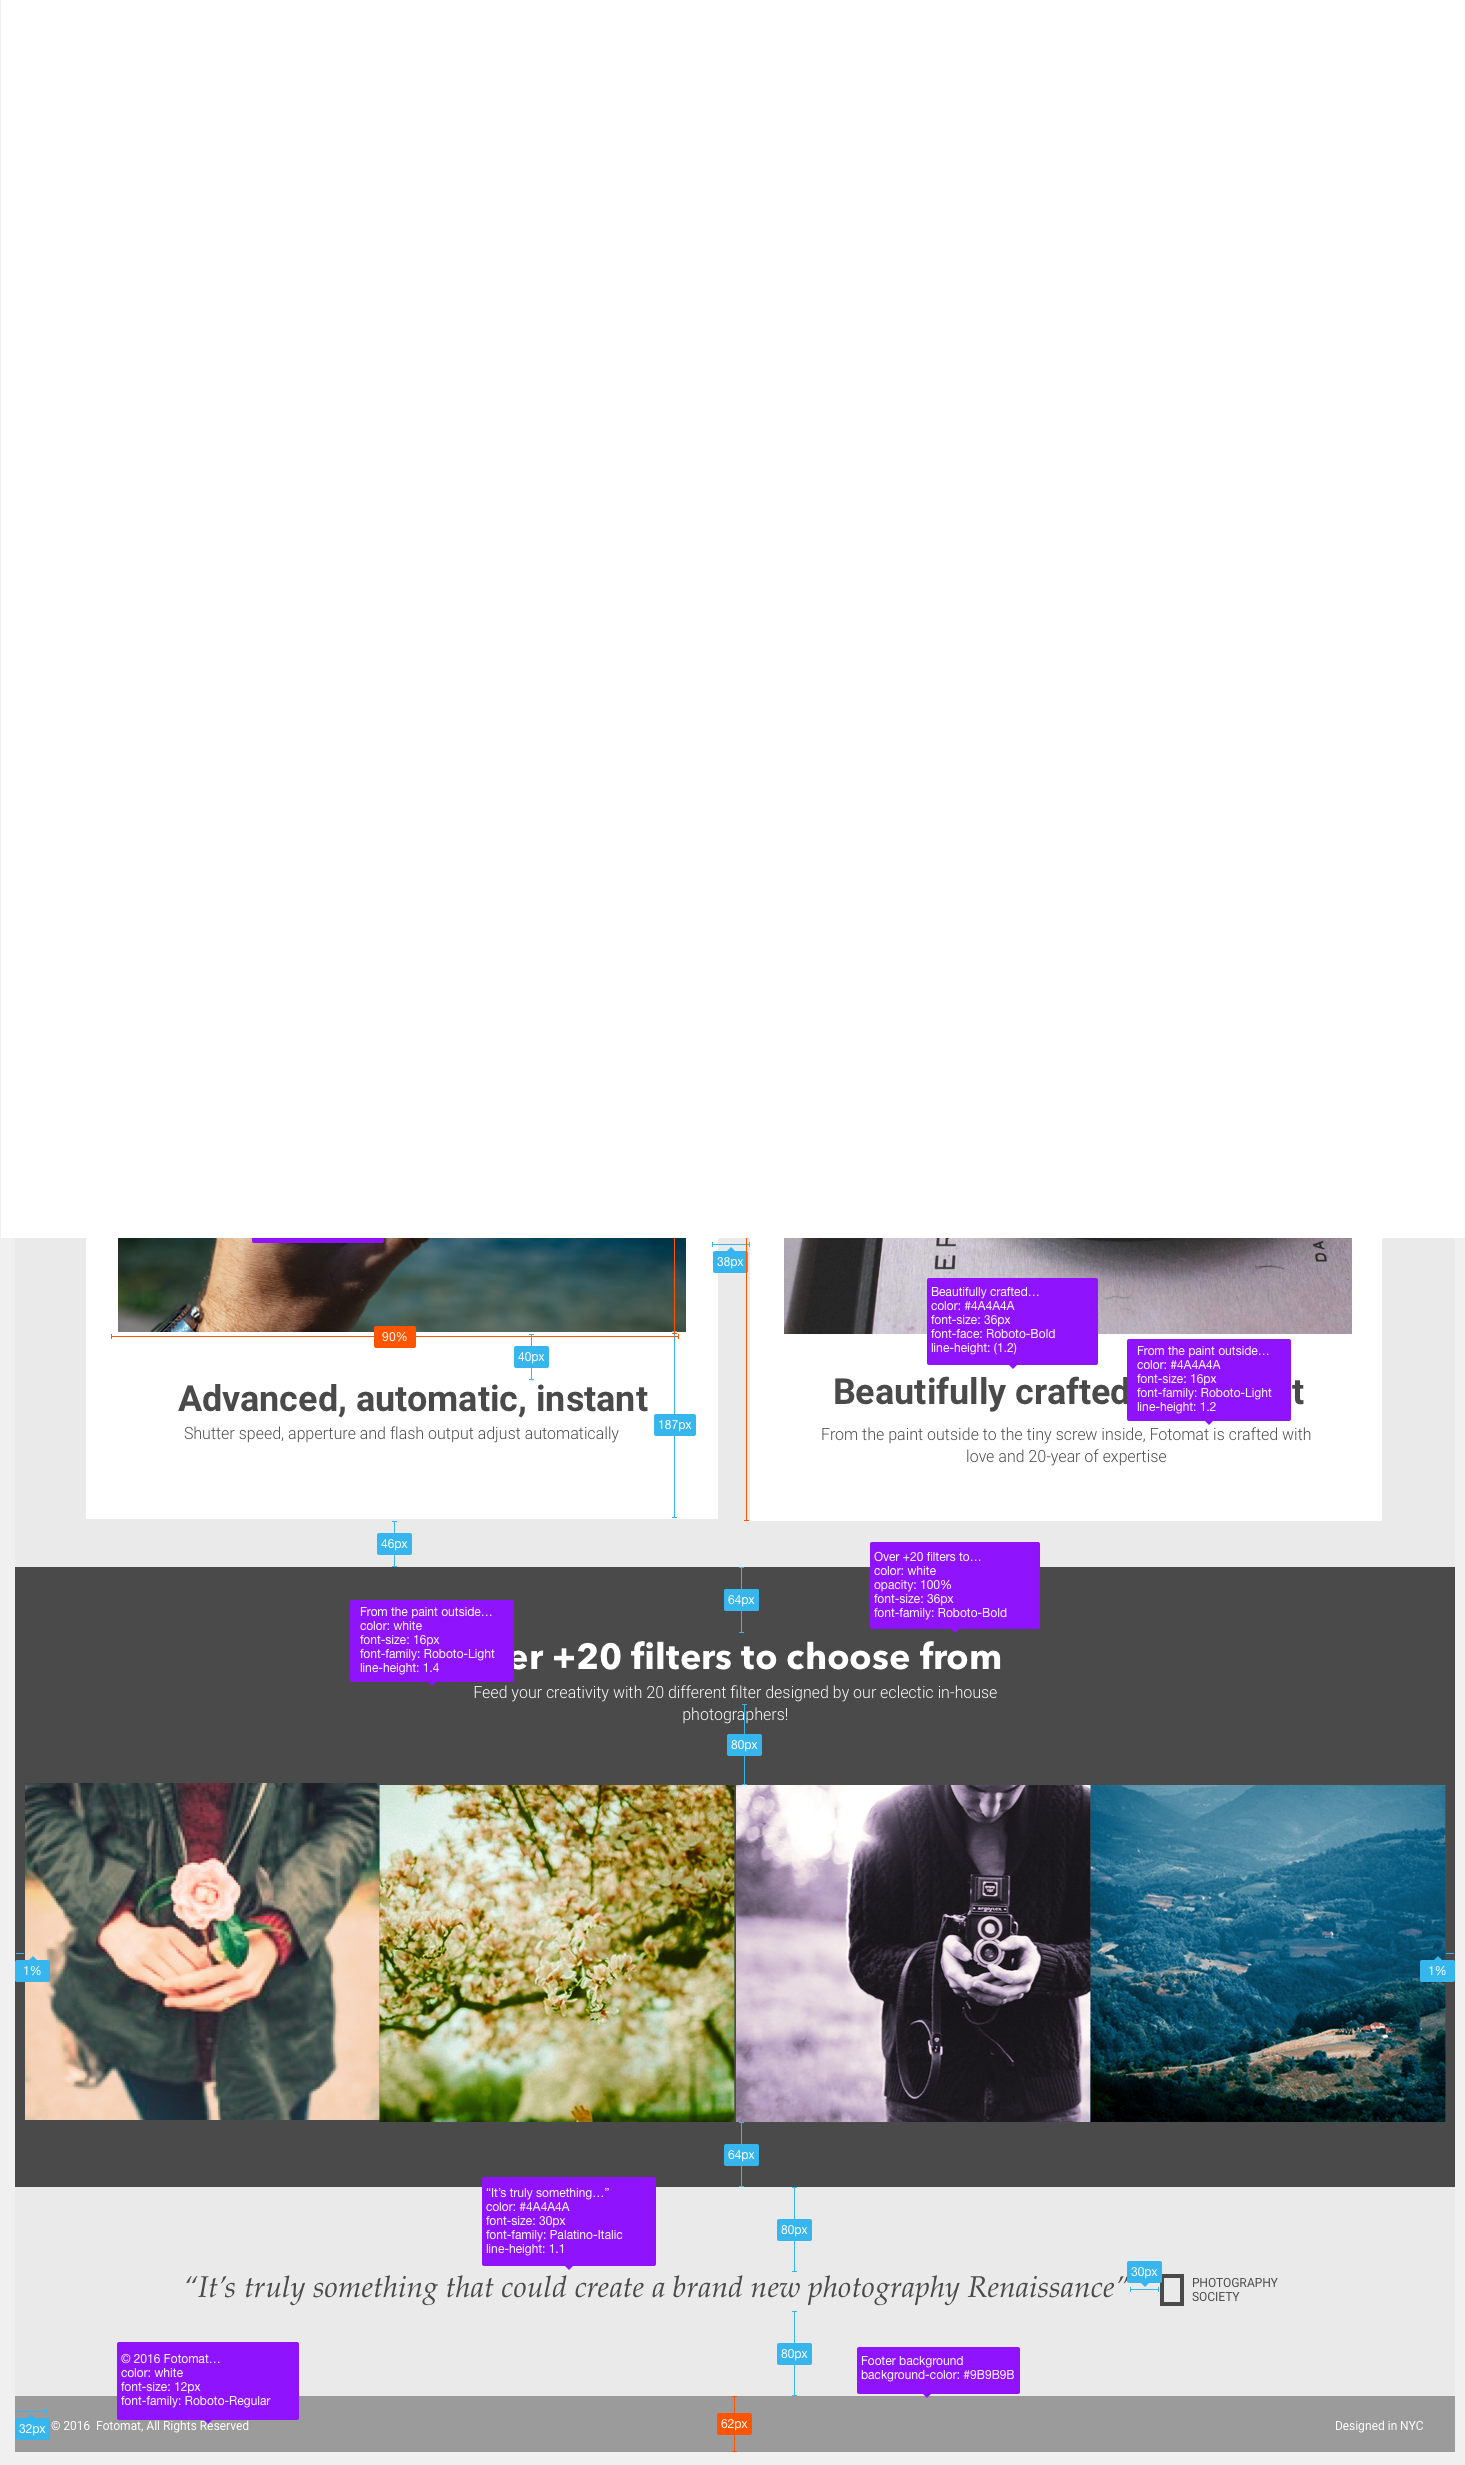 38px
Beautifully crafted…
color: #4A4A4A
font-size: 36px
font-face: Roboto-Bold
line-height: (1.2)
90%
40px
From the paint outside…
color: #4A4A4A
font-size: 16px
font-family: Roboto-Light
line-height: 1.2
Advanced, automatic, instant
Shutter speed, apperture and flash output adjust automatically
187px
Beautifully crafted t
From the paint outside to the tiny screw inside, Fotomat is crafted with
love and 20-year of expertise
46px
Over +20 filters to…
color: white
opacity: 100%
font-size: 36px
font-family: Roboto-Bold
64px
From the paint outside…
color: white
font-size: 16px
font-family: Roboto-Light
line-height: 1.4
er +20 filters to choose from
Feed your creativity with 20 different filter designed by our eclectic in-house
photographers!
80px
1%
1%
64px
“It’s truly something…”
color: #4A4A4A
font-size: 30px
font-family: Palatino-Italic
line-height: 1.1
80px
“It’s truly something that could create a brand new photography Renaissance”
30px
PHOTOGRAPHY
SOCIETY
80px
© 2016 Fotomat…
color: white
font-size: 12px
font-family: Roboto-Regular
Footer background
background-color: #9B9B9B
32px
© 2016 Fotomat, All Rights Reserved
62px
Designed in NYC